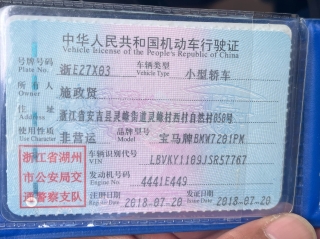 中华人民共和国机动车行驶证
Vehicle License of the People's Republic of China
号牌号码 浙E27X03 车辆类型 小型轿车
Plate No. Vehicle Type
所有人 施政贤
Owner
住址 浙江省安吉县灵峰街道灵峰村西村自然村050号
Address
使用性质 非营运 品牌型号 宝马牌BMW7201PM
Use Character Model
浙江省湖州 车辆识别代号 LBVKY1109JSR57767
市公安局交 VIN
通警察支队 发动机号码 4441E449
Engine No.
注册日期 2018-07-20 发证日期 2018-07-20
Register Date Issue Date